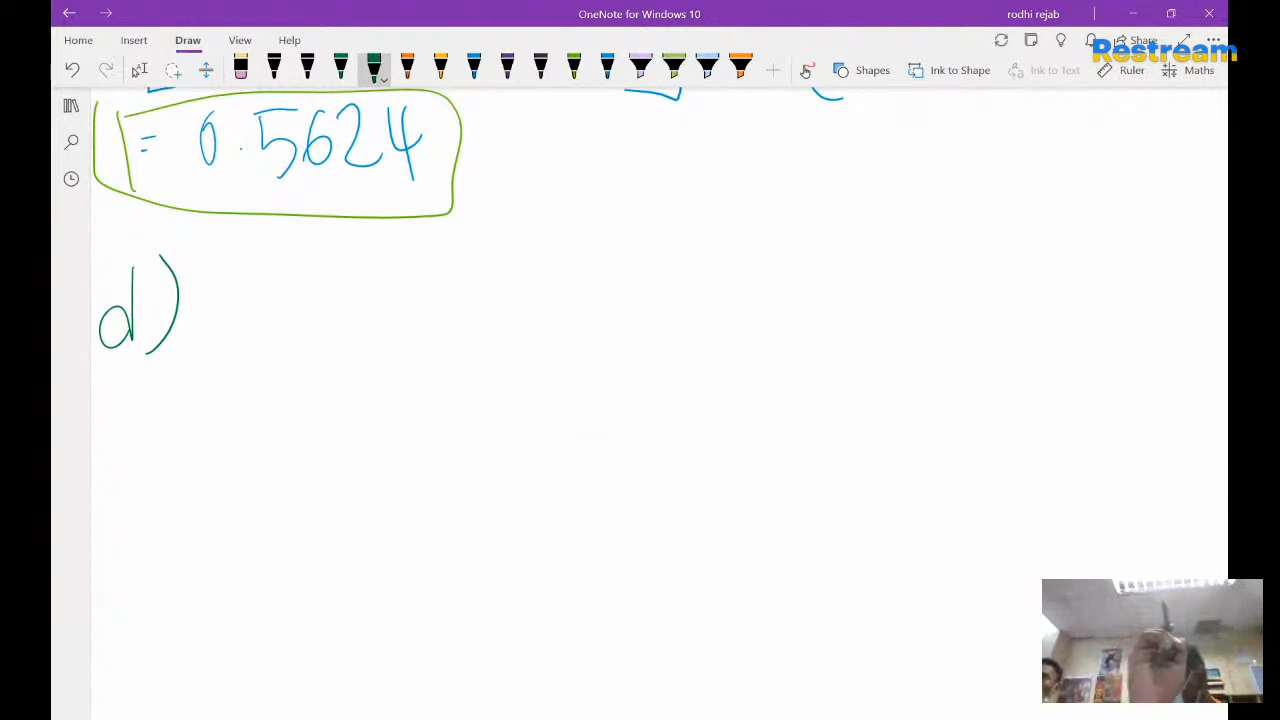 OneNote for Windows 10
rodhi rejab
Home Insert Draw View Help
Share
Restream
Shapes Ink to Shape Ink to Text Ruler Maths
= 0.5624
d)